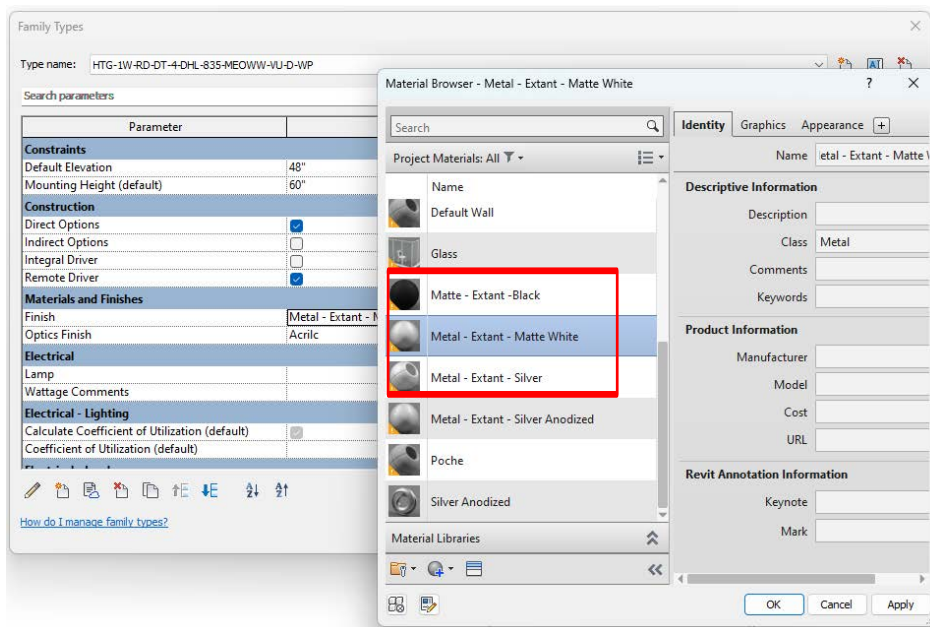 Family Types
Type name: HTG-1W-RD-DT-4-DHL-835-MEOWW-VU-D-WP
Search parameters
Parameter
Constraints
Default Elevation 48"
Mounting Height (default) 60"
Construction
Direct Options
Indirect Options
Integral Driver
Remote Driver
Materials and Finishes
Finish Metal - Extant - M
Optics Finish Acrilc
Electrical
Lamp
Wattage Comments
Electrical - Lighting
Calculate Coefficient of Utilization (default)
Coefficient of Utilization (default)
How do I manage family types?
Material Browser - Metal - Extant - Matte White ?
Search
Project Materials: All
Name
Default Wall
Glass
Matte - Extant -Black
Metal - Extant - Matte White
Metal - Extant - Silver
Metal - Extant - Silver Anodized
Poche
Silver Anodized
Material Libraries
Identity Graphics Appearance +
Name etal - Extant - Matte
Descriptive Information
Description
Class Metal
Comments
Keywords
Product Information
Manufacturer
Model
Cost
URL
Revit Annotation Information
Keynote
Mark
OK Cancel Apply